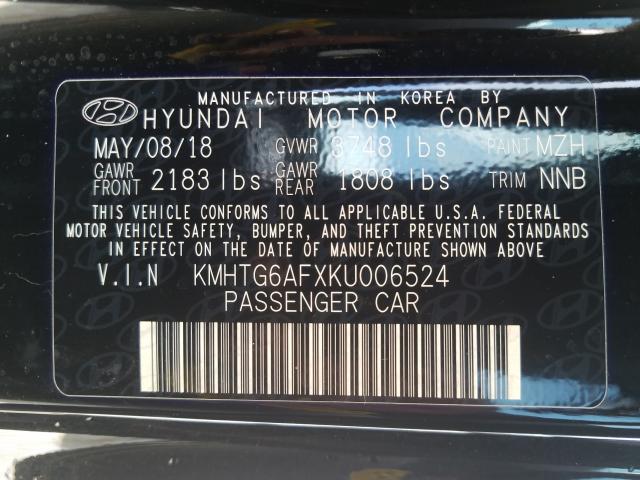 MANUFACTURED IN KOREA BY
HYUNDAI MOTOR COMPANY
MAY/08/18 GVWR 3748 lbs PAINT MZH
GAWR FRONT 2183 lbs GAWR REAR 1808 lbs TRIM NNB
THIS VEHICLE CONFORMS TO ALL APPLICABLE U.S.A. FEDERAL
MOTOR VEHICLE SAFETY, BUMPER, AND THEFT PREVENTION STANDARDS
IN EFFECT ON THE DATE OF MANUFACTURE SHOWN ABOVE
V.I.N KMHTG6AFXKU006524
PASSENGER CAR